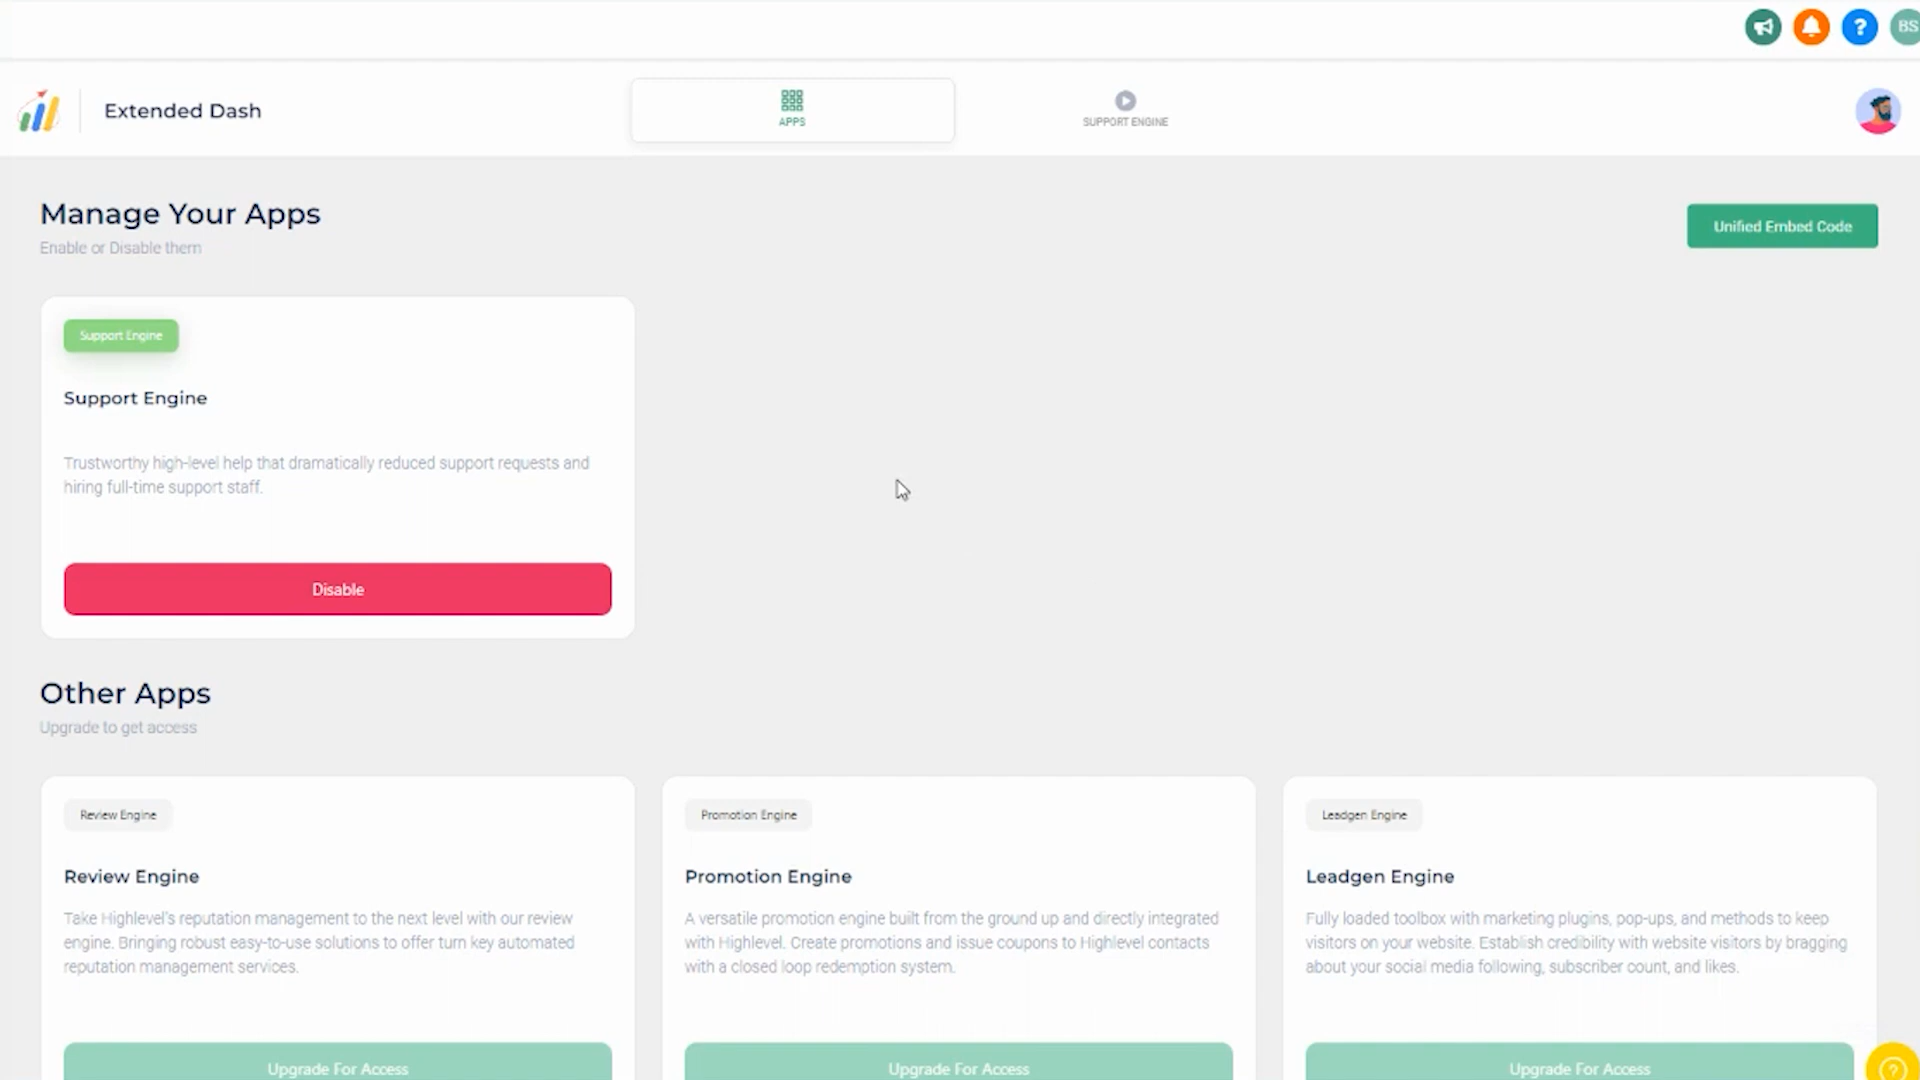 BS
Extended Dash
APPS
SUPPORT ENGINE
Manage Your Apps
Enable or Disable them
Unified Embed Code
Support Engine
Support Engine
Trustworthy high-level help that dramatically reduced support requests and
hiring full-time support staff.
Disable
Other Apps
Upgrade to get access
Review Engine
Review Engine
Take Highlevel's reputation management to the next level with our review
engine. Bringing robust easy-to-use solutions to offer turn key automated
reputation management services.
Upgrade For Access
Promotion Engine
Promotion Engine
A versatile promotion engine built from the ground up and directly integrated
with Highlevel. Create promotions and issue coupons to Highlevel contacts
with a closed loop redemption system.
Upgrade For Access
Leadgen Engine
Leadgen Engine
Fully loaded toolbox with marketing plugins, pop-ups, and methods to keep
visitors on your website. Establish credibility with website visitors by bragging
about your social media following, subscriber count, and likes.
Upgrade For Access